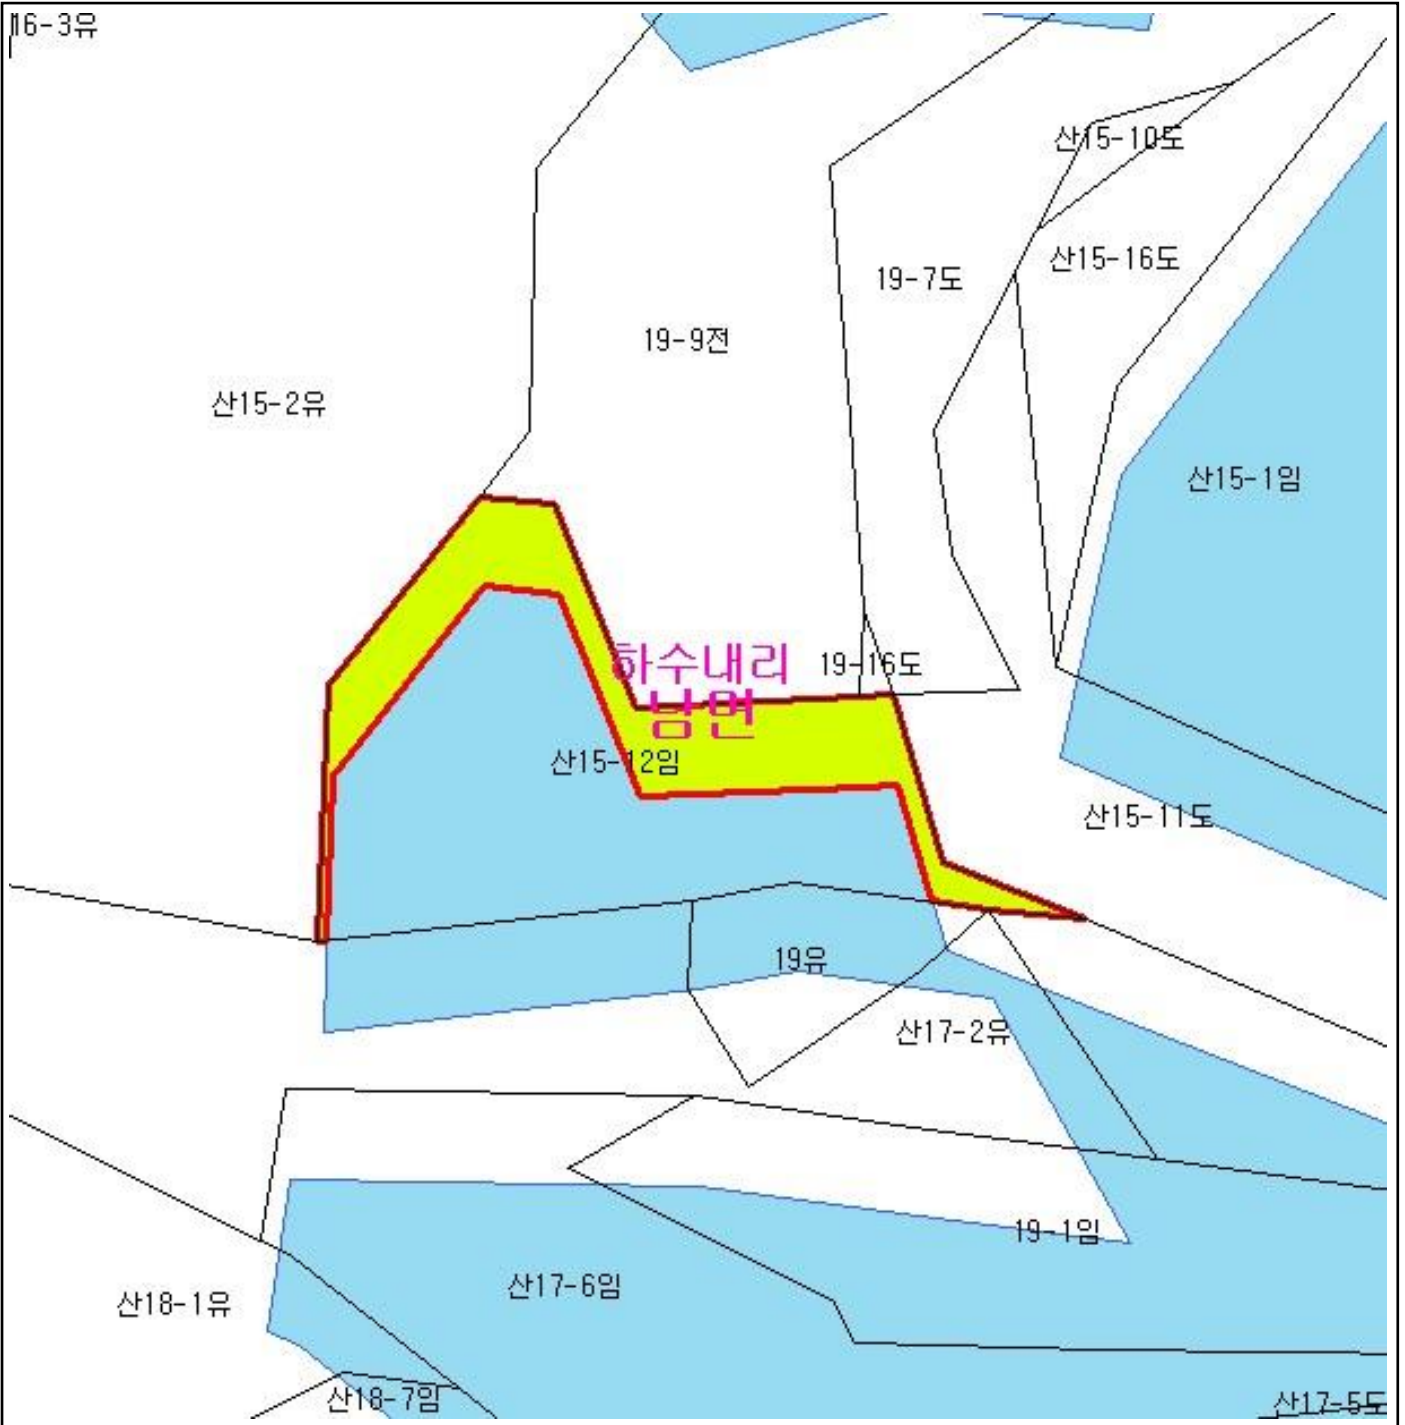 16-3유
산15-10도
산15-16도
19-7도
19-9전
산15-2유
산15-1임
하수내리
19-16도
남면
산15-12임
산15-11도
19유
산17-2유
19-1임
산17-6임
산18-1유
산18-7임
산17-5도